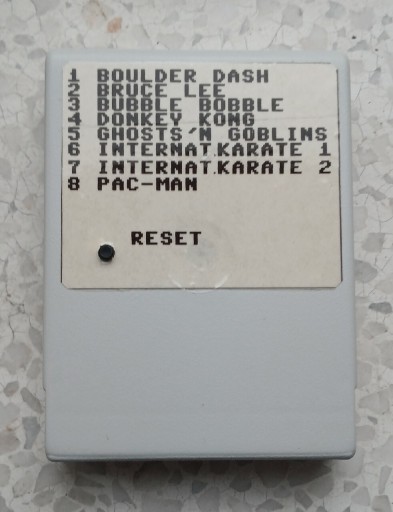 1 BOULDER DASH
2 BRUCE LEE
3 BUBBLE BOBBLE
4 DONKEY KONG
5 GHOSTS'N GOBLINS
6 INTERNAT.KARATE 1
7 INTERNAT.KARATE 2
8 PAC-MAN
RESET